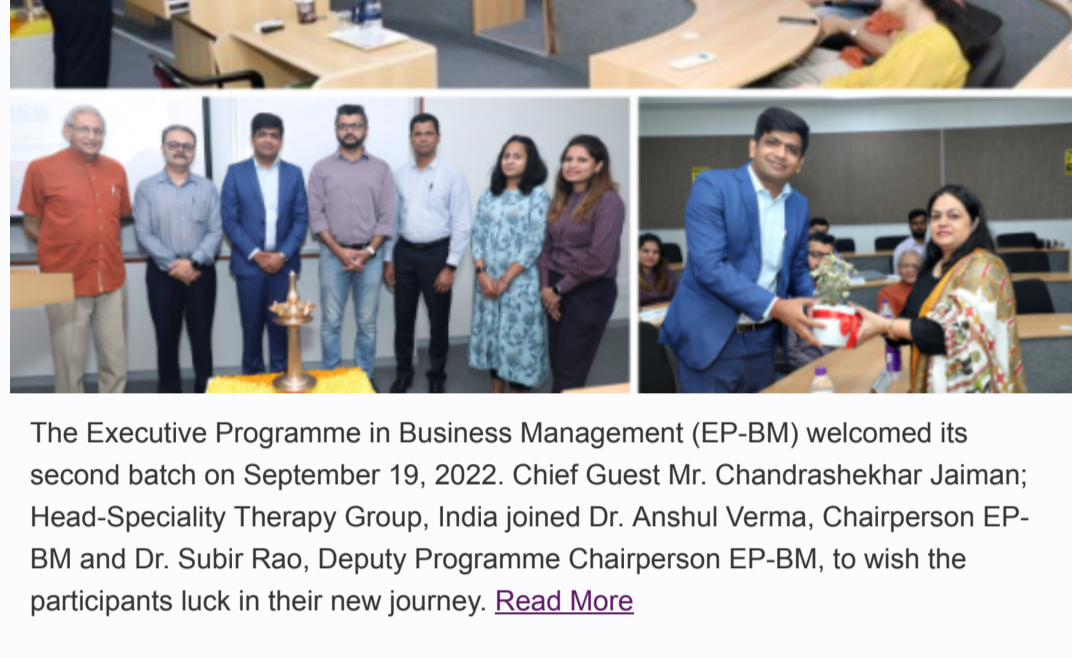 The Executive Programme in Business Management (EP-BM) welcomed its
second batch on September 19, 2022. Chief Guest Mr. Chandrashekhar Jaiman;
Head-Speciality Therapy Group, India joined Dr. Anshul Verma, Chairperson EP-
BM and Dr. Subir Rao, Deputy Programme Chairperson EP-BM, to wish the
participants luck in their new journey. Read More